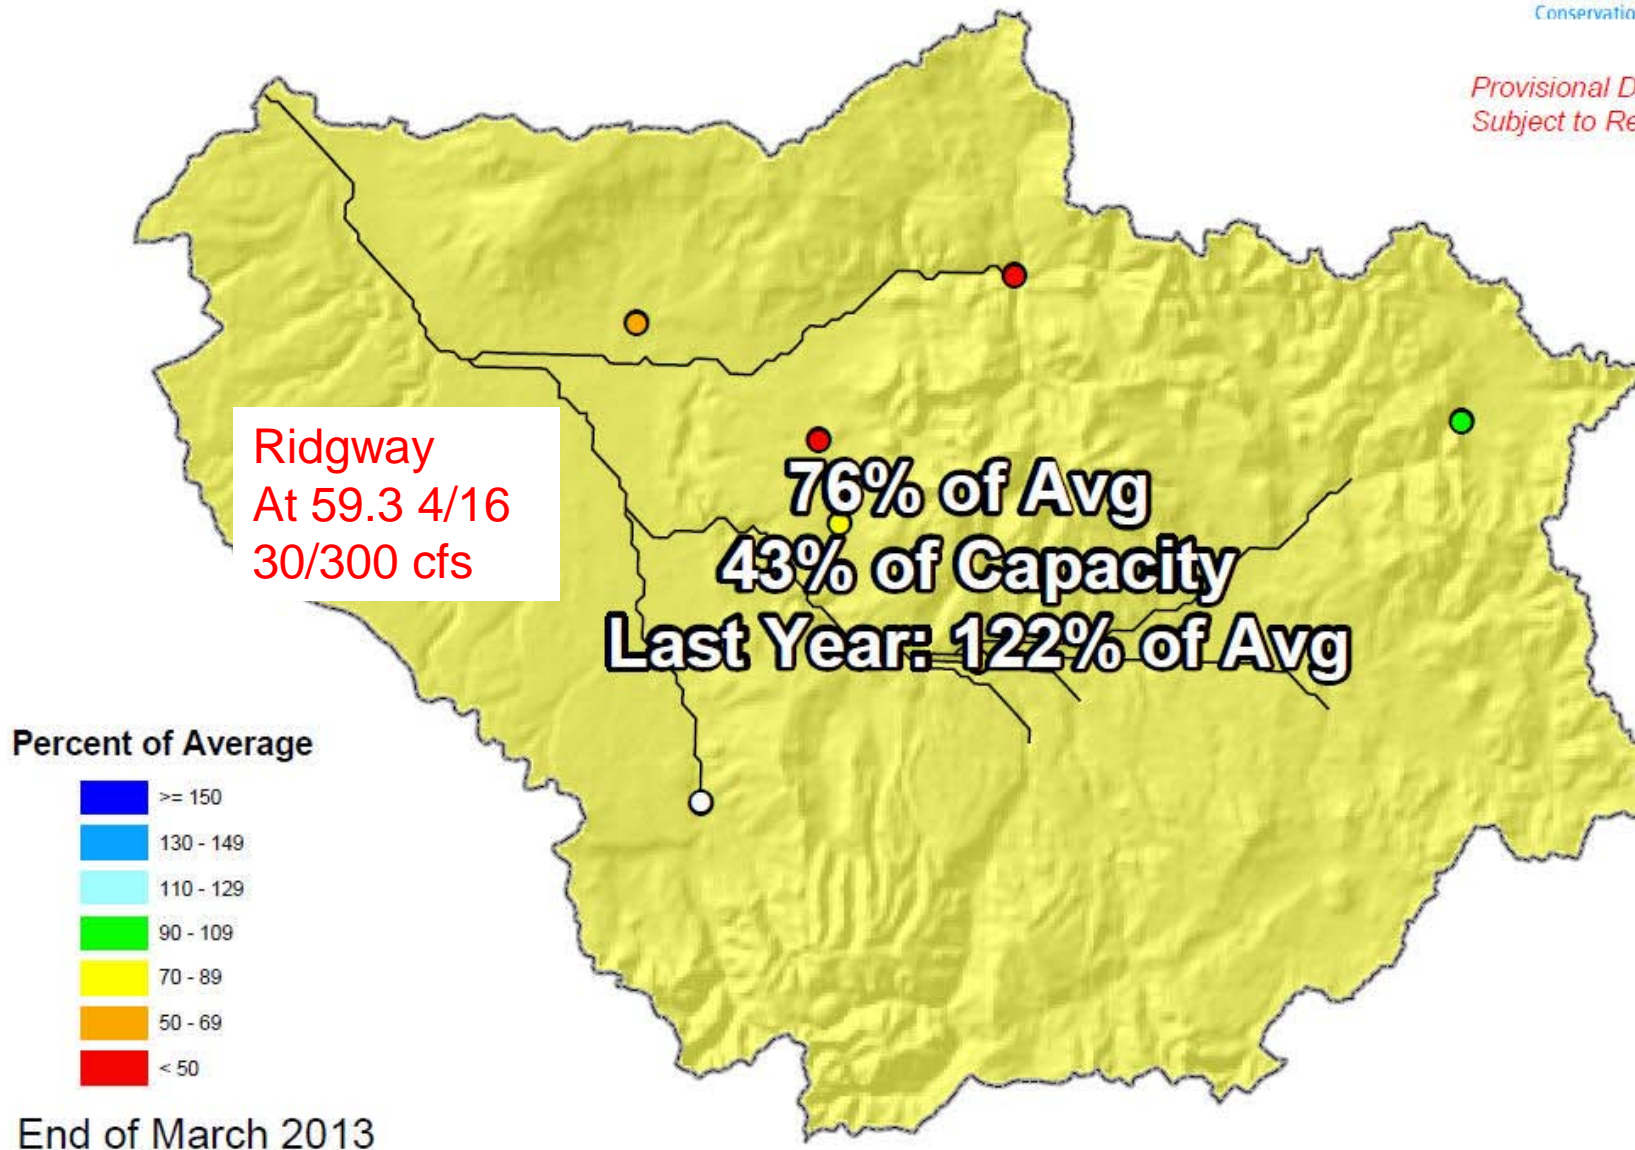 Conservatio
Provisional D
Subject to Re
Ridgway
At 59.3 4/16
30/300 cfs
76% of Avg
43% of Capacity
Last Year: 122% of Avg
Percent of Average
>= 150
130 - 149
110 - 129
90 - 109
70 - 89
50 - 69
< 50
End of March 2013